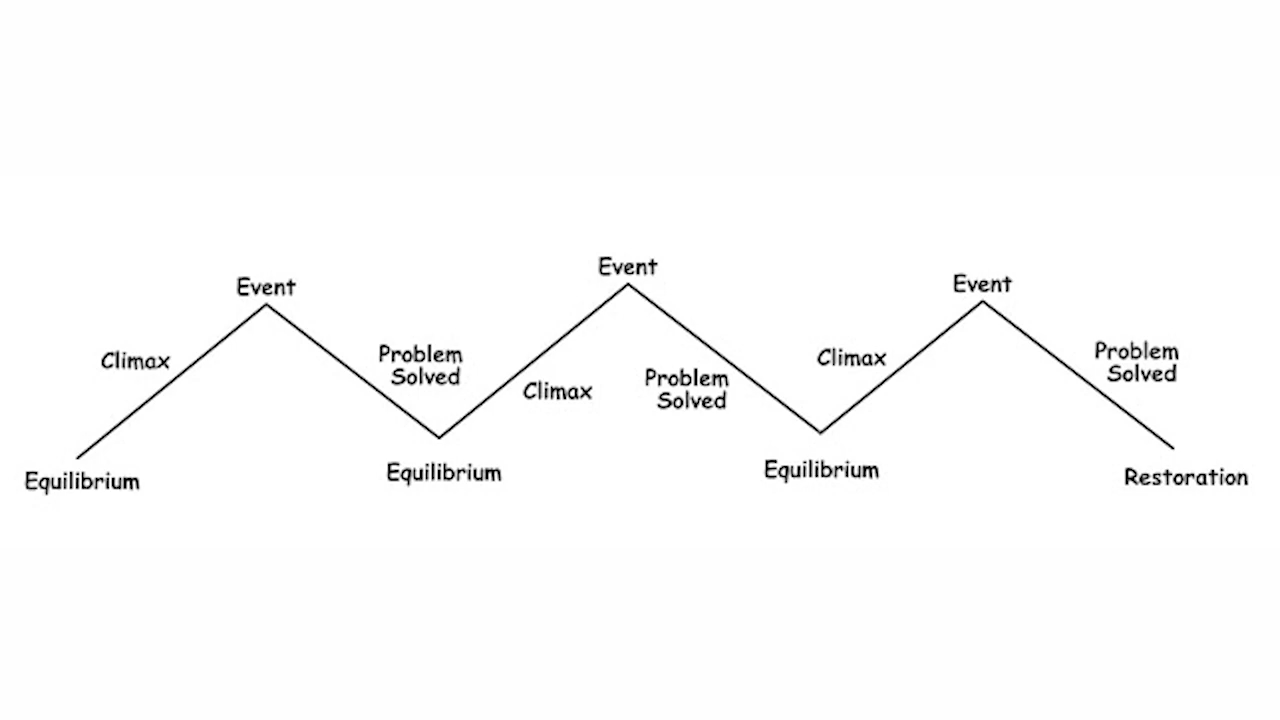 Event
Event
Event
Climax
Problem
Solved
Climax
Problem
Solved
Climax
Problem
Solved
Equilibrium
Equilibrium
Equilibrium
Restoration